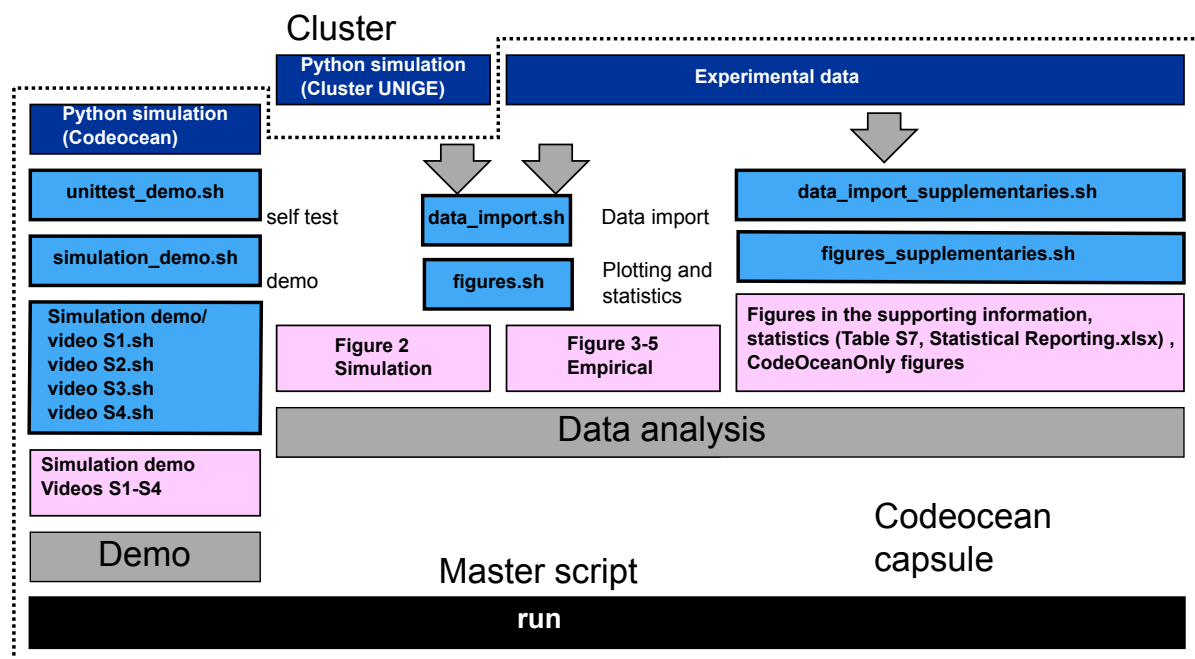 Cluster
Python simulation
(Cluster UNIGE)
Experimental data
Python simulation
(Codeocean)
unittest_demo.sh
self test
simulation_demo.sh
demo
Simulation demo/
video S1.sh
video S2.sh
video S3.sh
video S4.sh
Simulation demo
Videos S1-S4
Demo
data_import.sh
Data import
figures.sh
Plotting and
statistics
data_import_supplementaries.sh
figures_supplementaries.sh
Figure 2
Simulation
Figure 3-5
Empirical
Figures in the supporting information,
statistics (Table S7, Statistical Reporting.xlsx) ,
CodeOceanOnly figures
Data analysis
Codeocean
capsule
Master script
run